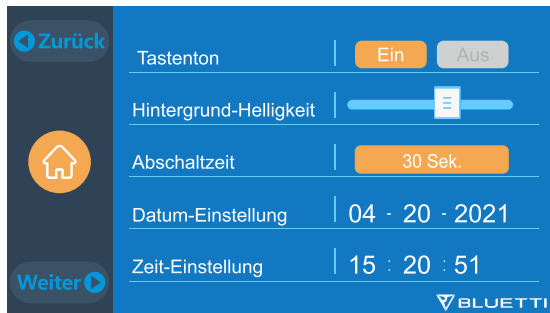 Zurück
Tastenton Ein Aus
Hintergrund-Helligkeit
Abschaltzeit 30 Sek.
Datum-Einstellung 04 - 20 - 2021
Zeit-Einstellung 15 : 20 : 51
Weiter
BLUETTI